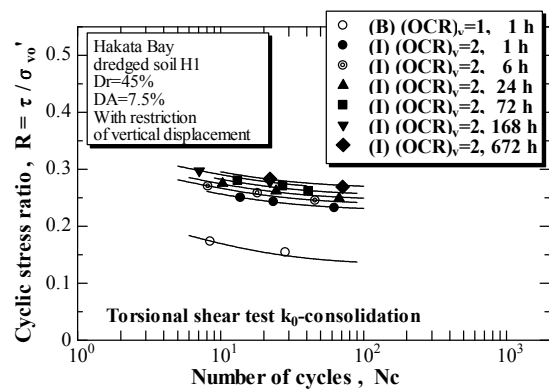 Cyclic stress ratio , R = τ / σvo'
0.5
0.4
0.3
0.2
0.1
0
Hakata Bay
dredged soil H1
Dr=45%
DA=7.5%
With restriction
of vertical displacement
(B) (OCR)v=1, 1 h
(I) (OCR)v=2, 1 h
(I) (OCR)v=2, 6 h
(I) (OCR)v=2, 24 h
(I) (OCR)v=2, 72 h
(I) (OCR)v=2, 168 h
(I) (OCR)v=2, 672 h
Torsional shear test k0-consolidation
10^0 10^1 10^2 10^3
Number of cycles , Nc